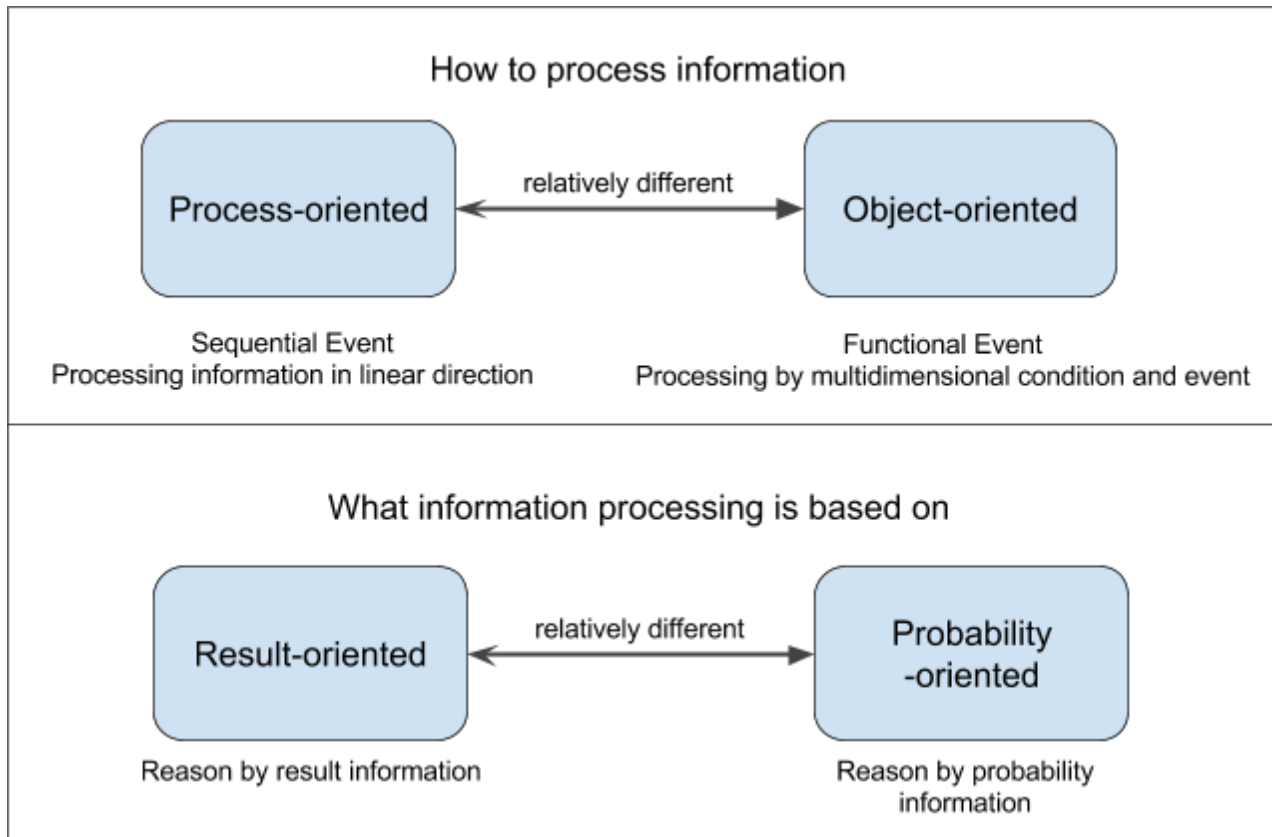 How to process information
Process-oriented
relatively different
Object-oriented
Sequential Event
Processing information in linear direction
Functional Event
Processing by multidimensional condition and event
What information processing is based on
Result-oriented
relatively different
Probability
-oriented
Reason by result information
Reason by probability
information